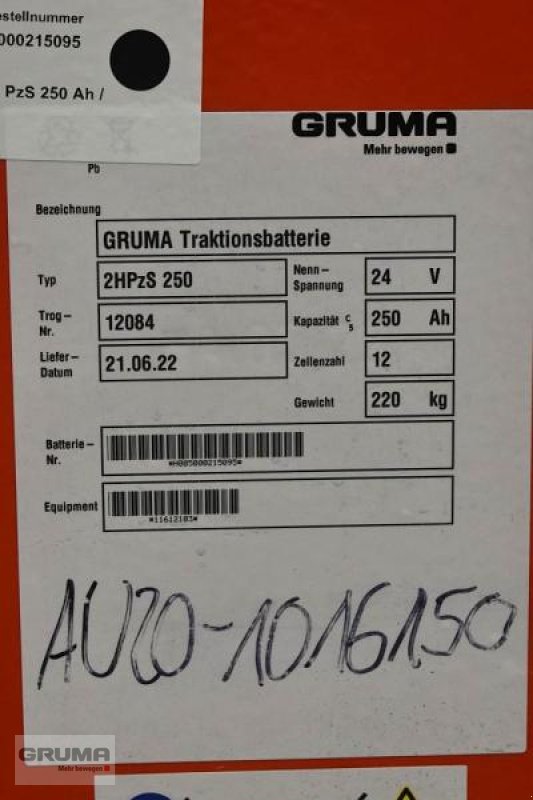 estellnummer
000215095
PzS 250 Ah /
GRUMA
Mehr bewegen
Pb
Bezeichnung
GRUMA Traktionsbatterie
Typ 2HPzS 250 Nenn-Spannung 24 V
Trog-Nr. 12084 Kapazität C5 250 Ah
Liefer-Datum 21.06.22 Zellenzahl 12
Gewicht 220 kg
Batterie-Nr. *H005000215095*
Equipment *11612103*
AU20-1016150
GRUMA
Mehr bewegen